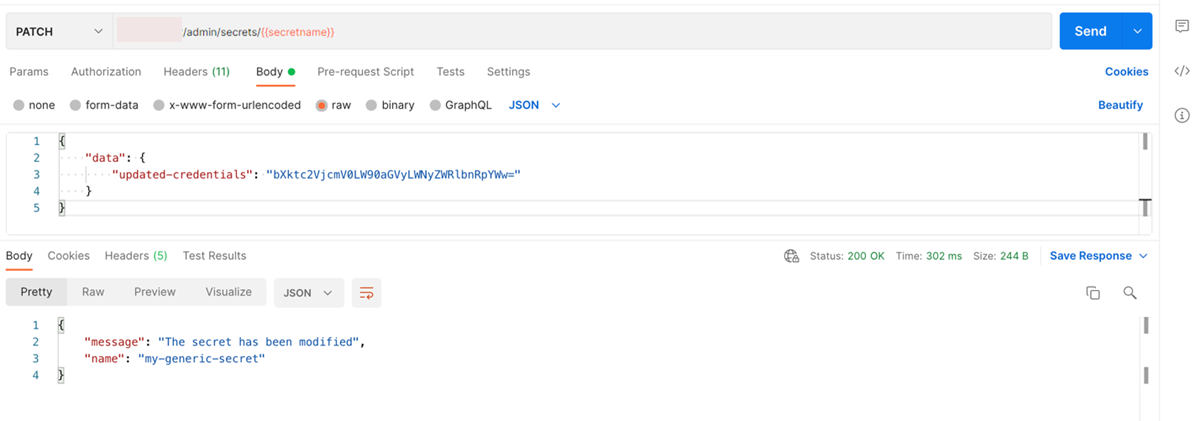 PATCH /admin/secrets/{{secretname}} Send
Params Authorization Headers (11) Body Pre-request Script Tests Settings Cookies
none form-data x-www-form-urlencoded raw binary GraphQL JSON Beautify
1 {
2 "data": {
3 "updated-credentials": "bXktc2VjcmV0LW90aGVyLWNyZWRlbnRpYWw="
4 }
5 }
Body Cookies Headers (5) Test Results Status: 200 OK Time: 302 ms Size: 244 B Save Response
Pretty Raw Preview Visualize JSON
1 {
2 "message": "The secret has been modified",
3 "name": "my-generic-secret"
4 }